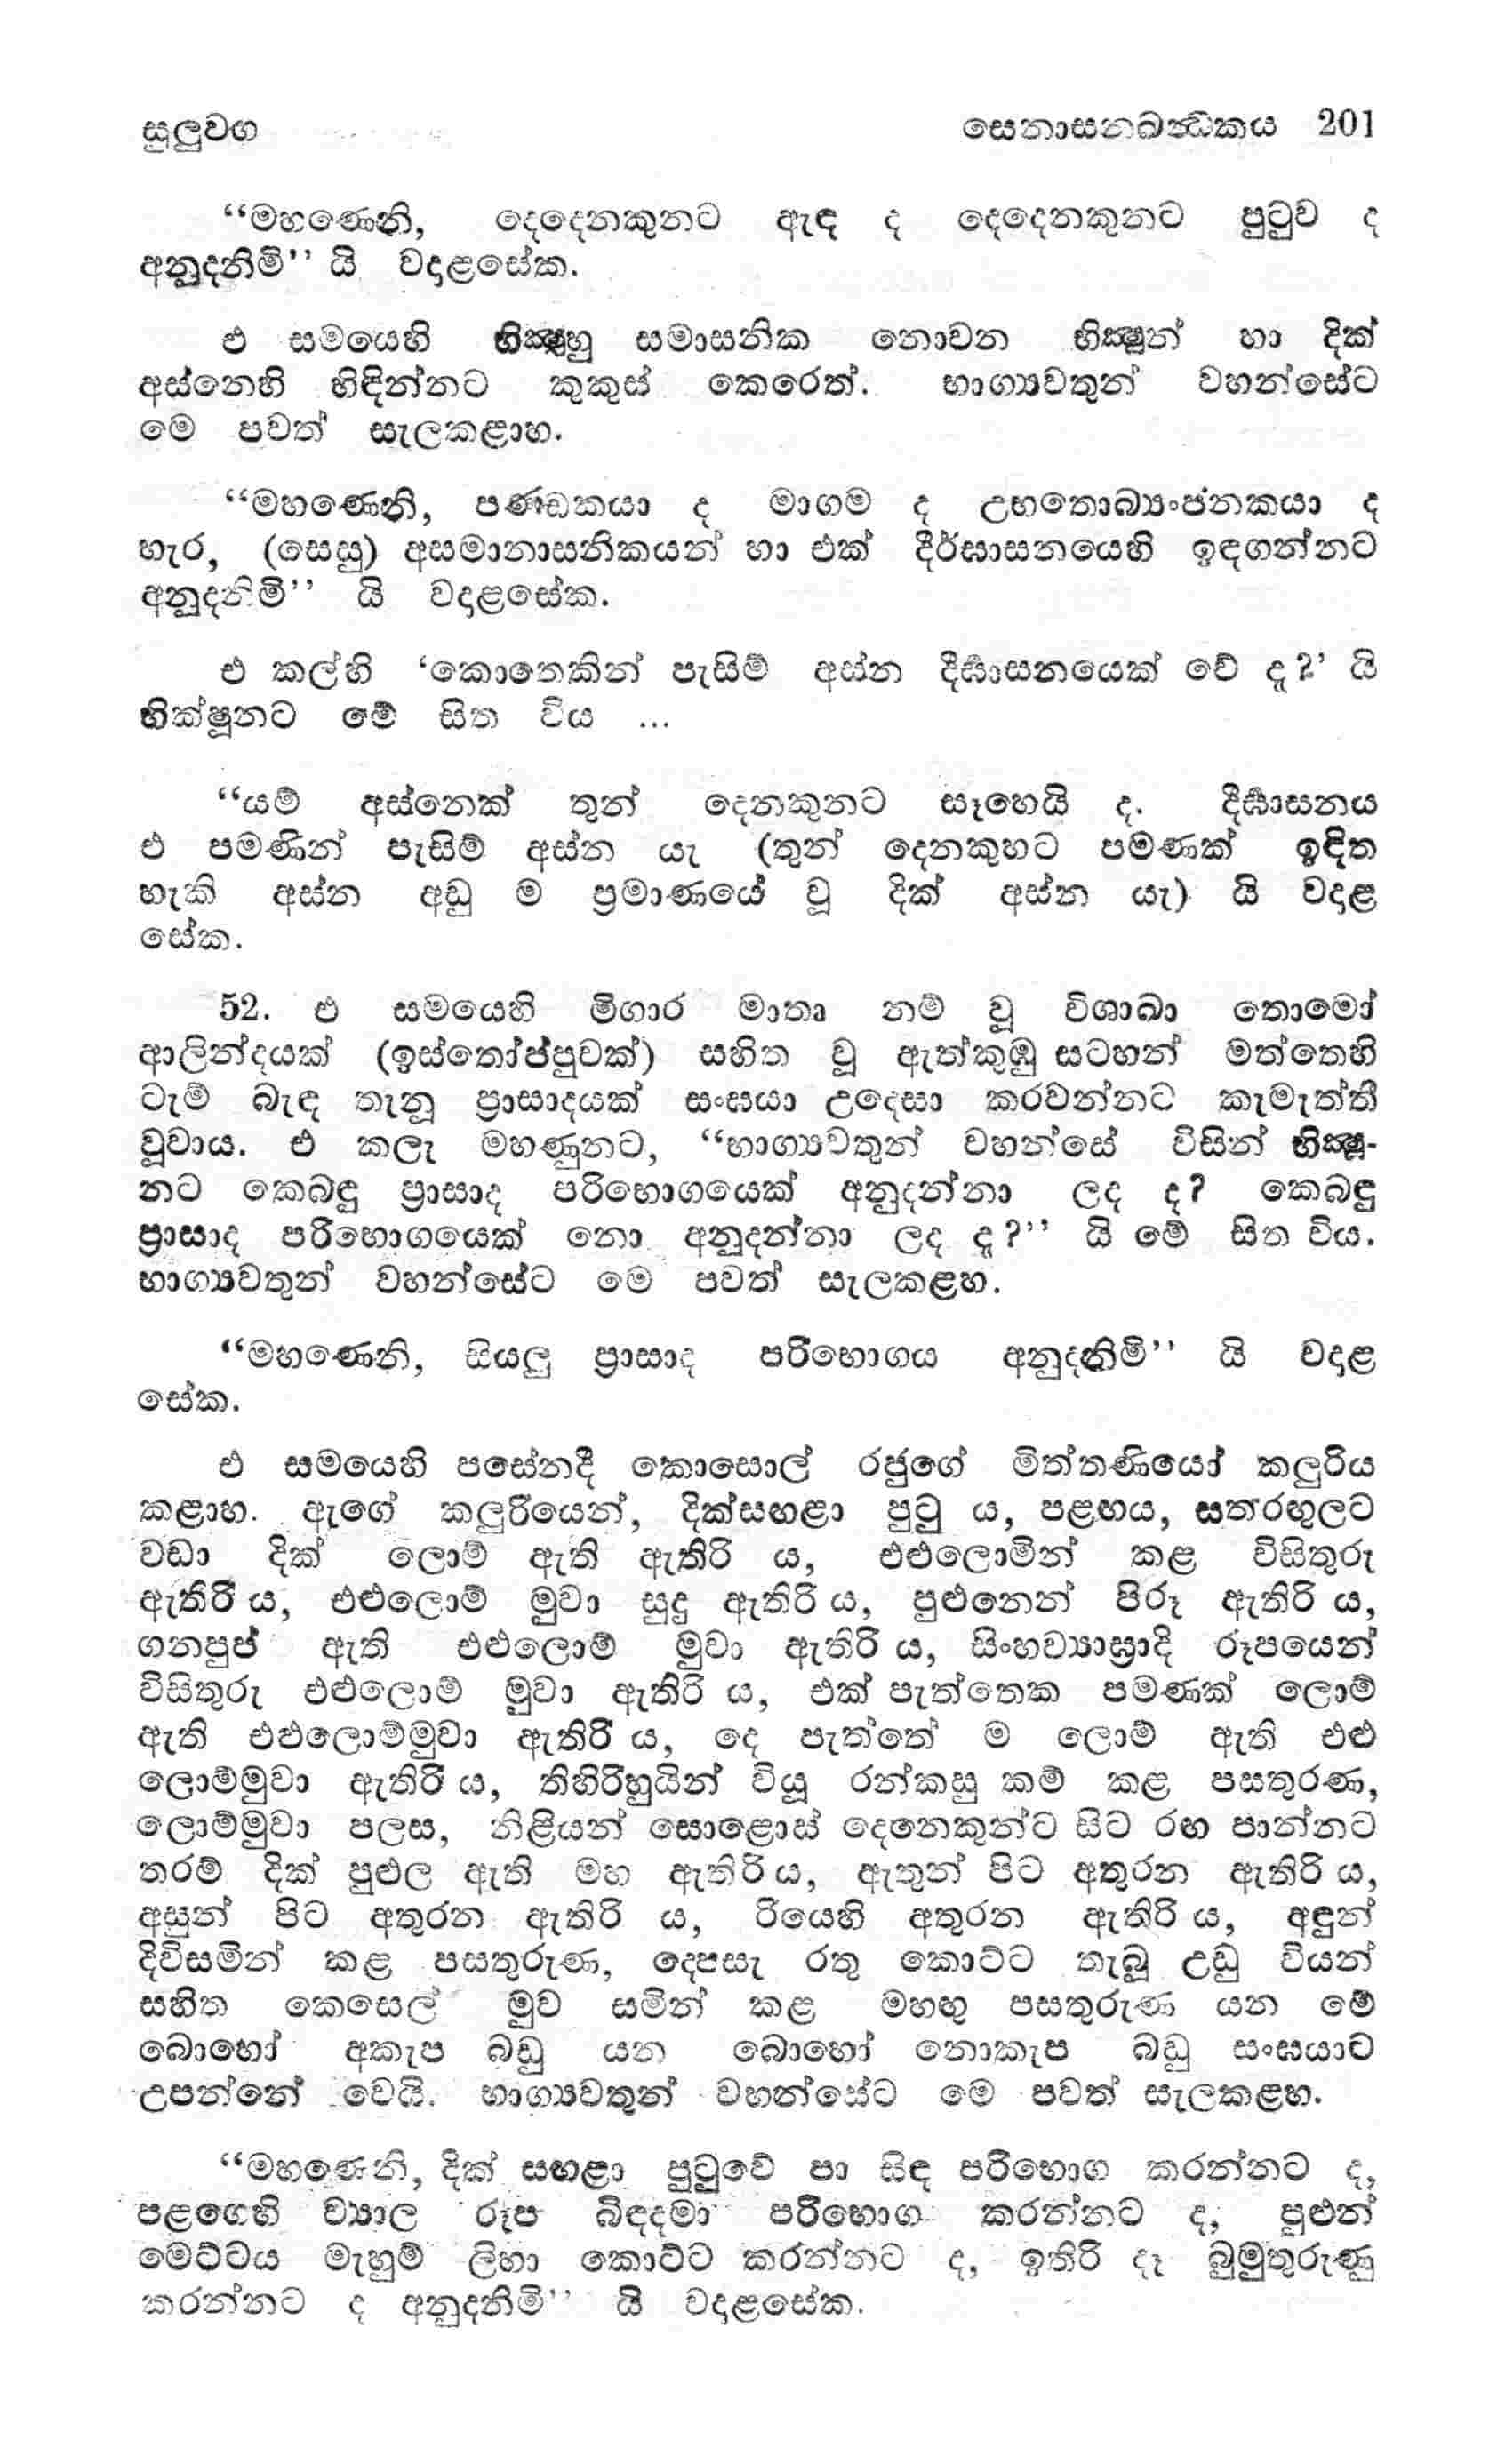 සුලුවඟ සෙනාසනඛන්‍ධකය 201
“මහණෙනි, දෙදෙනකුනට ඇඳ ද දෙදෙනකුනට පුටුව ද
අනුදනිමි” යි වදළසේක.
එ සමයෙහි භික්‍ෂූහු සමාසනික නොවන භික්‍ෂූන් හා දික්
අස්නෙහි හිඳින්නට කුකුස් කෙරෙත්. භාග්‍යවතුන් වහන්සේට
මෙ පවත් සැලකළාහ.
“මහණෙනි, පණ්‍ඩකයා ද මාගම ද උභතොබ්‍යංජනකයා ද
හැර, (සෙසු) අසමානාසනිකයන් හා එක් දීර්ඝාසනයෙහි ඉඳගන්නට
අනුදනිමි” යි වදළසේක.
එ කල්හි ‘කොතෙකින් පැසිම් අස්න දීර්‍ඝාසනයෙක් වේ දැ?’ යි
භික්ෂූනට මේ සිත විය ...
“යම් අස්නෙක් තුන් දෙනකුනට සෑහෙයි ද. දීර්‍ඝාසනය
එ පමණින් පැසිම් අස්න යැ (තුන් දෙනකුහට පමණක් ඉඳිත
හැකි අස්න අඩු ම ප්‍රමාණයේ වූ දික් අස්න යැ) යි වදළ
සේක.
52. එ සමයෙහි මිගාර මාතෘ නම් වූ විශාඛා තොමෝ
ආලින්දයක් (ඉස්තෝප්පුවක්) සහිත වූ ඇත්කුඹු සටහන් මත්තෙහි
ටැම් බැඳ තැනූ ප්‍රාසාදයක් සංඝයා උදෙසා කරවන්නට කැමැත්තී
වූවාය. එ කලැ මහණුනට, “භාග්‍යවතුන් වහන්සේ විසින් භික්‍ෂූ-
නට කෙබඳු ප්‍රාසාද පරිභොගයෙක් අනුදන්නා ලද ද? කෙබඳු
ප්‍රාසාද පරිභොගයෙක් නො අනුදන්නා ලද දැ?” යි මේ සිත විය.
භාග්‍යවතුන් වහන්සේට මෙ පවත් සැලකළහ.
“මහණෙනි, සියලු ප්‍රාසාද පරිභොගය අනුදනිමි” යි වදළ
සේක.
එ සමයෙහි පසේනදී කොසොල් රජුගේ මිත්තණියෝ කලුරිය
කළාහ. ඇගේ කලුරියෙන්, දික්සඟළා පුටු ය, පළඟය, සතරඟුලට
වඩා දික් ලොම් ඇති ඇතිරි ය, එළුලොමින් කළ විසිතුරු
ඇතිරි ය, එළුලොම් මුවා සුදු ඇතිරි ය, පුළුනෙන් පිරූ ඇතිරි ය,
ගනපුප් ඇති එළුලොම් මුවා ඇතිරි ය, සිංහව්‍යාඝ්‍රාදි රූපයෙන්
විසිතුරු එළුලොම් මුවා ඇතිරි ය, එක් පැත්තෙක පමණක් ලොම්
ඇති එළුලොම්මුවා ඇතිරි ය, දෙ පැත්තේ ම ලොම් ඇති එළු
ලොම්මුවා ඇතිරි ය, තිහිරිහුයින් වියූ රන්කසු කම් කළ පසතුරණ,
ලොම්මුවා පලස, නිළියන් සොළොස් දෙනෙකුන්ට සිට රඟ පාන්නට
තරම් දික් පුළුල ඇති මහ ඇතිරි ය, ඇතුන් පිට අතුරන ඇතිරි ය,
අසුන් පිට අතුරන ඇතිරි ය, රියෙහි අතුරන ඇතිරි ය, අඳුන්
දිවිසමින් කළ පසතුරුණ, දෙපසැ රතු කොට්ට තැබූ උඩු වියන්
සහිත කෙසෙල් මුව සමින් කළ මහඟු පසතුරුණ යන මේ
බොහෝ අකැප බඩු යන බොහෝ නොකැප බඩු සංඝයාට
උපන්නේ වෙයි. භාග්‍යවතුන් වහන්සේට මෙ පවත් සැලකළහ.
“මහණෙනි, දික් සඟළා පුටුවේ පා සිඳ පරිභොග කරන්නට ද,
පළඟෙහි ව්‍යාල රූප බිඳදමා පරිභොග කරන්නට ද, පුළුන්
මෙට්ටය මැහුම් ලිහා කොට්ට කරන්නට ද, ඉතිරි දෑ බුමුතුරුණු
කරන්නට ද අනුදනිමි” යි වදළසේක.